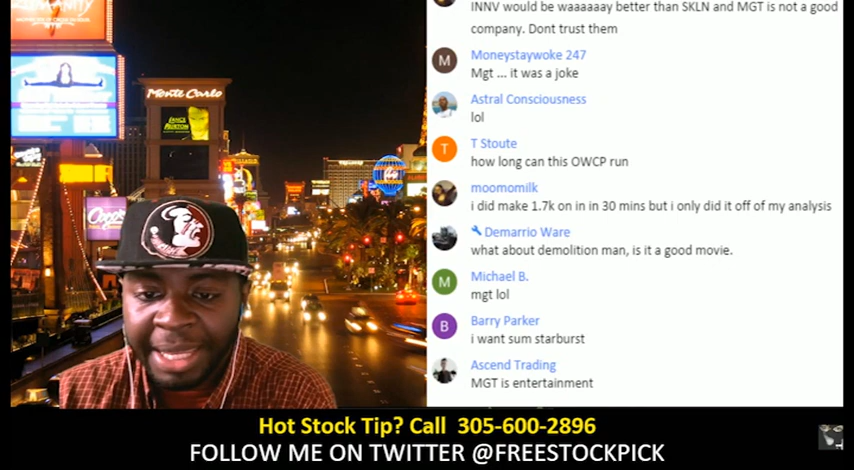 INNV would be waaaaaay better than SKLN and MGT is not a good
company. Dont trust them
M
Moneystaywoke 247
Mgt ... it was a joke
Astral Consciousness
lol
T
T Stoute
how long can this OWCP run
moomomilk
i did make 1.7k on in in 30 mins but i only did it off of my analysis
Demarrio Ware
what about demolition man, is it a good movie.
M
Michael B.
mgt lol
B
Barry Parker
i want sum starburst
Ascend Trading
MGT is entertainment
Monte Carlo
Hot Stock Tip? Call 305-600-2896
FOLLOW ME ON TWITTER @FREESTOCKPICK